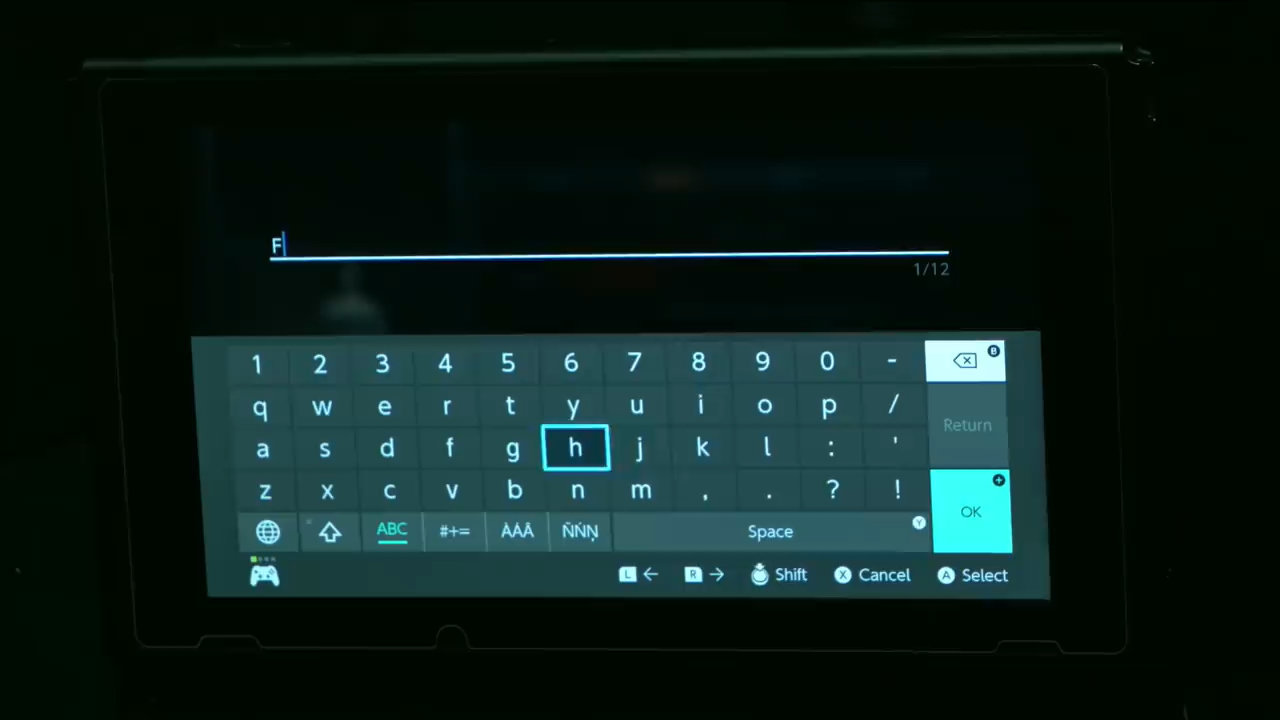 F
1/12
1 2 3 4 5 6 7 8 9 0 - B
q w e r t y u i o p /
a s d f g h j k l : ' Return
z x c v b n m , . ? ! + OK
ABC #+= ÀÁÂ ÑŃŅ Space Y
L ← R → Shift X Cancel A Select